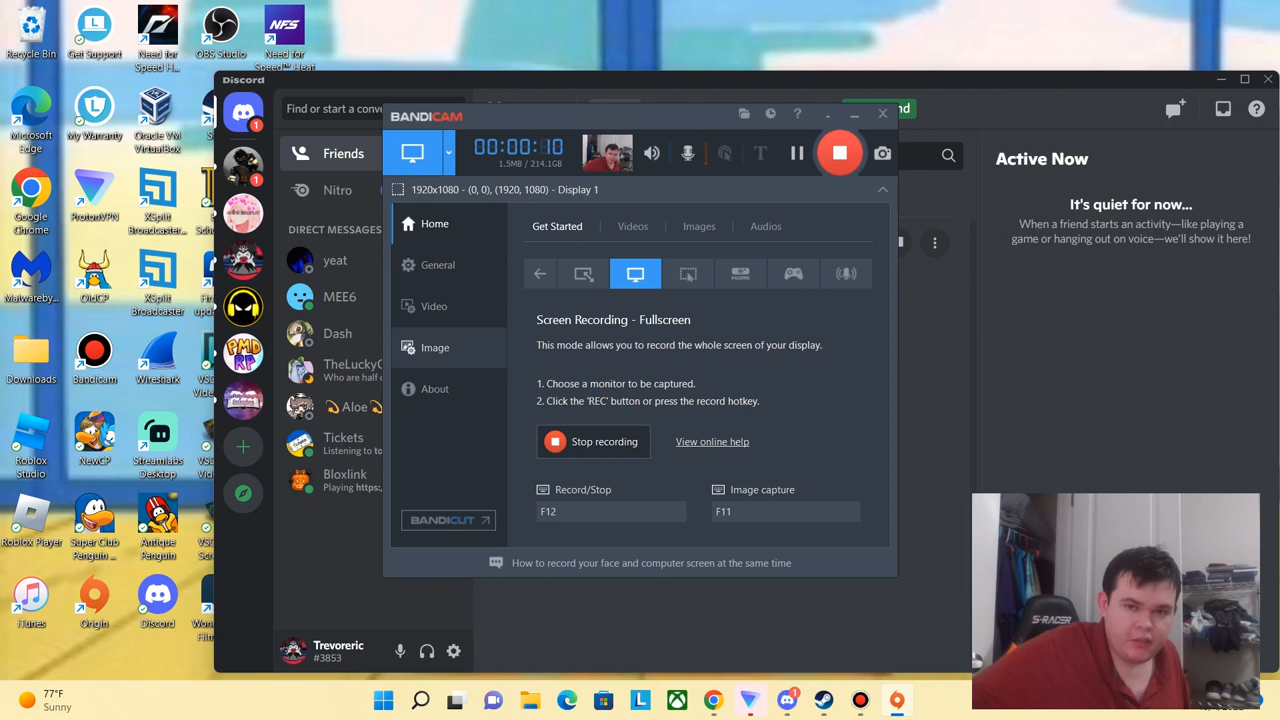 Recycle Bin
Get Support
Need for
Speed H...
OBS Studio
NFS
Need for
Speed™ Heat
Microsoft
Edge
My Warranty
Oracle VM
VirtualBox
Google
Chrome
ProtonVPN
XSplit
Broadcaster...
Malwareby...
OldCP
XSplit
Broadcaster
Downloads
Bandicam
Wireshark
Roblox
Studio
NewCP
Streamlabs
Desktop
Roblox Player
Super Club
Penguin ...
Antique
Penguin
iTunes
Origin
Discord
Discord
Find or start a conve
Friends
Nitro
DIRECT MESSAGES
yeat
MEE6
Dash
TheLuckyC
Who are half c
Aloe
Tickets
Listening to t
Bloxlink
Playing https:
PMD
RP
1
1
Trevoreric
#3853
BANDICAM
00:00:10
1.5MB / 214.1GB
1920x1080 - (0, 0), (1920, 1080) - Display 1
Home
General
Video
Image
About
BANDICUT
Get Started
Videos
Images
Audios
HDMI
Screen Recording - Fullscreen
This mode allows you to record the whole screen of your display.
1. Choose a monitor to be captured.
2. Click the 'REC' button or press the record hotkey.
Stop recording
View online help
Record/Stop
F12
Image capture
F11
How to record your face and computer screen at the same time
nd
Active Now
It's quiet for now...
When a friend starts an activity—like playing a
game or hanging out on voice—we'll show it here!
S-RACER
77°F
Sunny
L
1